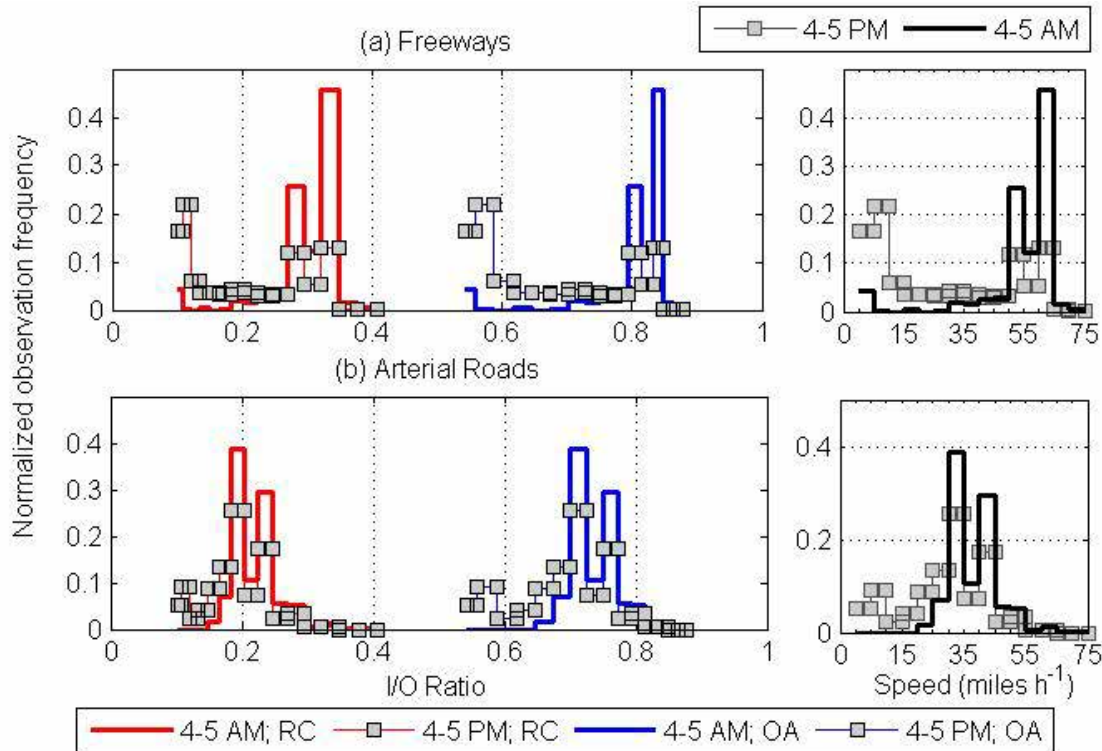 (a) Freeways
4-5 PM 4-5 AM
Normalized observation frequency
0.4
0.3
0.2
0.1
0
0 0.2 0.4 0.6 0.8 1
0.4
0.3
0.2
0.1
0
0 15 35 55 75
(b) Arterial Roads
0.4
0.3
0.2
0.1
0
0 0.2 0.4 0.6 0.8 1
I/O Ratio
0.4
0.2
0
0 15 35 55 75
Speed (miles h-1)
4-5 AM; RC 4-5 PM; RC 4-5 AM; OA 4-5 PM; OA